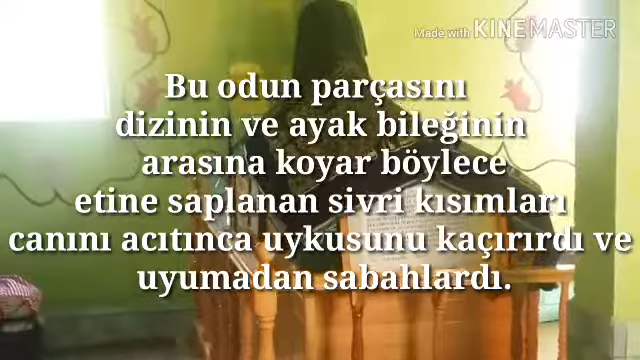 Made with KINEMASTER
Bu odun parçasını
dizinin ve ayak bileğinin
arasına koyar böylece
etine saplanan sivri kısımları
canını acıtınca uykusunu kaçırırdı ve
uyumadan sabahlardı.